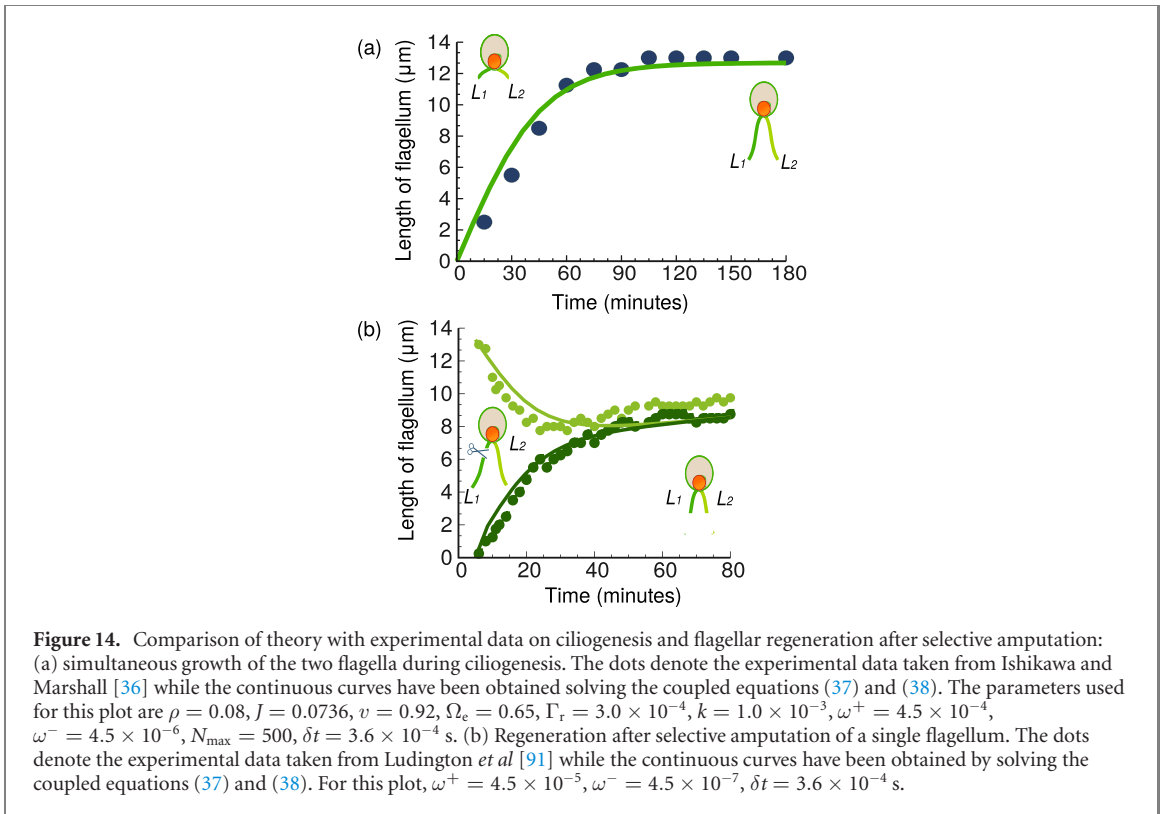 (a)
14
12
10
8
6
4
2
0
Length of flagellum (μm)
L1 L2
L1 L2
0 30 60 90 120 150 180
Time (minutes)
(b)
14
12
10
8
6
4
2
0
Length of flagellum (μm)
L2
L1
L1 L2
0 20 40 60 80
Time (minutes)
Figure 14. Comparison of theory with experimental data on ciliogenesis and flagellar regeneration after selective amputation:
(a) simultaneous growth of the two flagella during ciliogenesis. The dots denote the experimental data taken from Ishikawa and
Marshall [36] while the continuous curves have been obtained solving the coupled equations (37) and (38). The parameters used
for this plot are ρ = 0.08, J = 0.0736, v = 0.92, Ωe = 0.65, Γr = 3.0 × 10−4, k = 1.0 × 10−3, ω+ = 4.5 × 10−4,
ω− = 4.5 × 10−6, Nmax = 500, δt = 3.6 × 10−4 s. (b) Regeneration after selective amputation of a single flagellum. The dots
denote the experimental data taken from Ludington et al [91] while the continuous curves have been obtained by solving the
coupled equations (37) and (38). For this plot, ω+ = 4.5 × 10−5, ω− = 4.5 × 10−7, δt = 3.6 × 10−4 s.